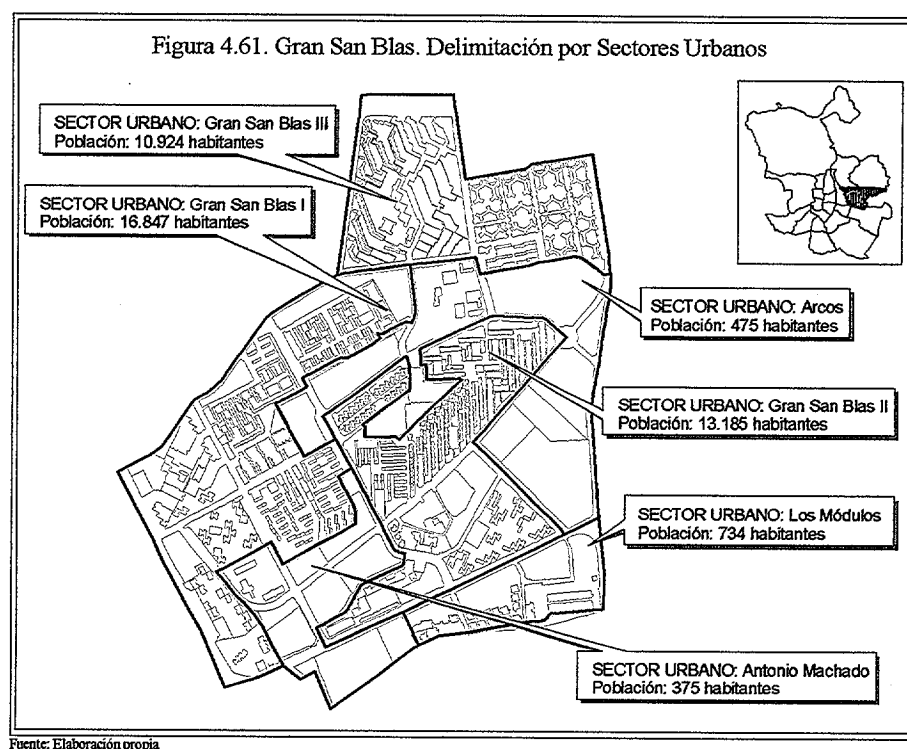 Figura 4.61. Gran San Blas. Delimitación por Sectores Urbanos
SECTOR URBANO: Gran San Blas III
Población: 10.924 habitantes
SECTOR URBANO: Gran San Blas I
Población: 16.847 habitantes
SECTOR URBANO: Arcos
Población: 475 habitantes
SECTOR URBANO: Gran San Blas II
Población: 13.185 habitantes
SECTOR URBANO: Los Módulos
Población: 734 habitantes
SECTOR URBANO: Antonio Machado
Población: 375 habitantes
Fuente: Elaboración propia